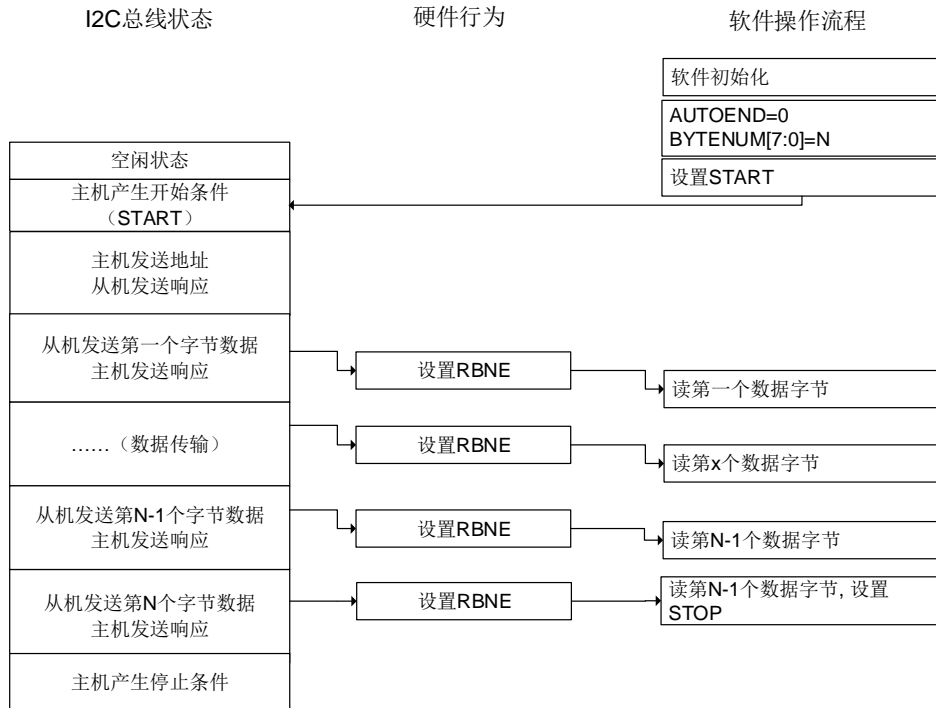 I2C总线状态
硬件行为
软件操作流程
软件初始化
AUTOEND=0
BYTENUM[7:0]=N
设置START
空闲状态
主机产生开始条件
（START）
主机发送地址
从机发送响应
从机发送第一个字节数据
主机发送响应
设置RBNE
读第一个数据字节
……（数据传输）
设置RBNE
读第x个数据字节
从机发送第N-1个字节数据
主机发送响应
设置RBNE
读第N-1个数据字节
从机发送第N个字节数据
主机发送响应
设置RBNE
读第N-1个数据字节, 设置
STOP
主机产生停止条件